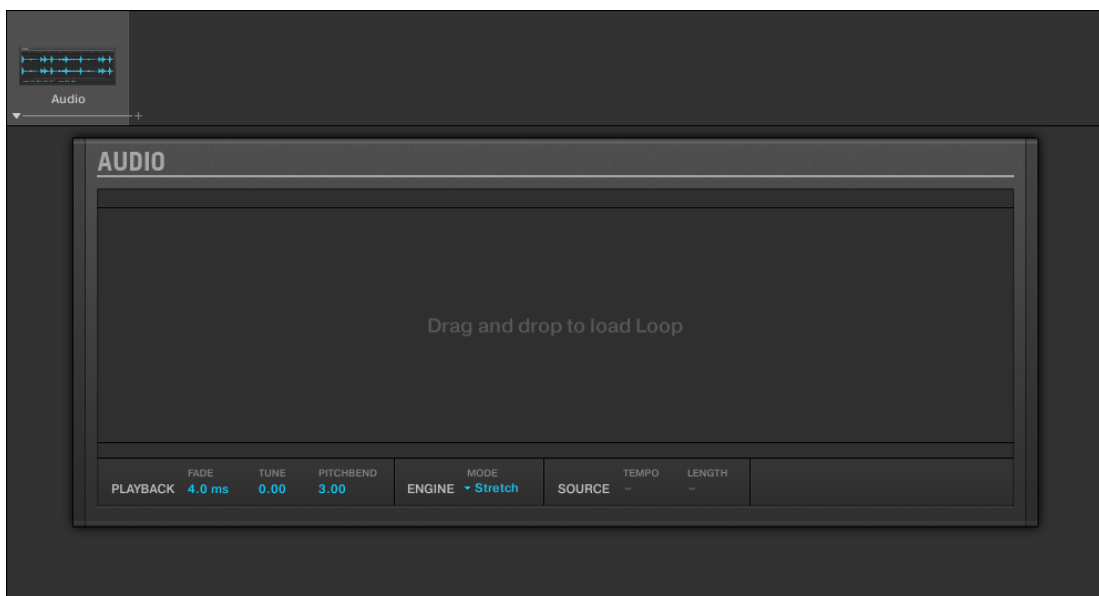 Audio
AUDIO
Drag and drop to load Loop
FADE TUNE PITCHBEND MODE TEMPO LENGTH
PLAYBACK 4.0 ms 0.00 3.00 ENGINE Stretch SOURCE – –